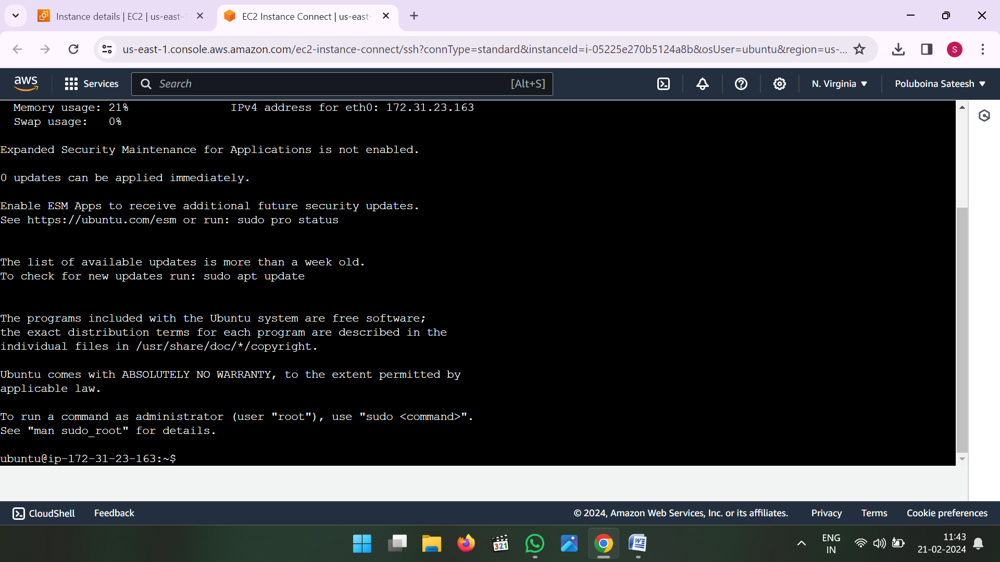 Instance details | EC2 | us-east-1
EC2 Instance Connect | us-east-
us-east-1.console.aws.amazon.com/ec2-instance-connect/ssh?connType=standard&instanceId=i-05225e270b5124a8b&osUser=ubuntu&region=us-...
S
aws
Services
Search
[Alt+S]
N. Virginia
Poluboina Sateesh
Memory usage: 21% IPv4 address for eth0: 172.31.23.163
Swap usage: 0%
Expanded Security Maintenance for Applications is not enabled.
0 updates can be applied immediately.
Enable ESM Apps to receive additional future security updates.
See https://ubuntu.com/esm or run: sudo pro status
The list of available updates is more than a week old.
To check for new updates run: sudo apt update
The programs included with the Ubuntu system are free software;
the exact distribution terms for each program are described in the
individual files in /usr/share/doc/*/copyright.
Ubuntu comes with ABSOLUTELY NO WARRANTY, to the extent permitted by
applicable law.
To run a command as administrator (user "root"), use "sudo <command>".
See "man sudo_root" for details.
ubuntu@ip-172-31-23-163:~$
CloudShell
Feedback
© 2024, Amazon Web Services, Inc. or its affiliates.
Privacy
Terms
Cookie preferences
321
W
ENG
IN
11:43
21-02-2024